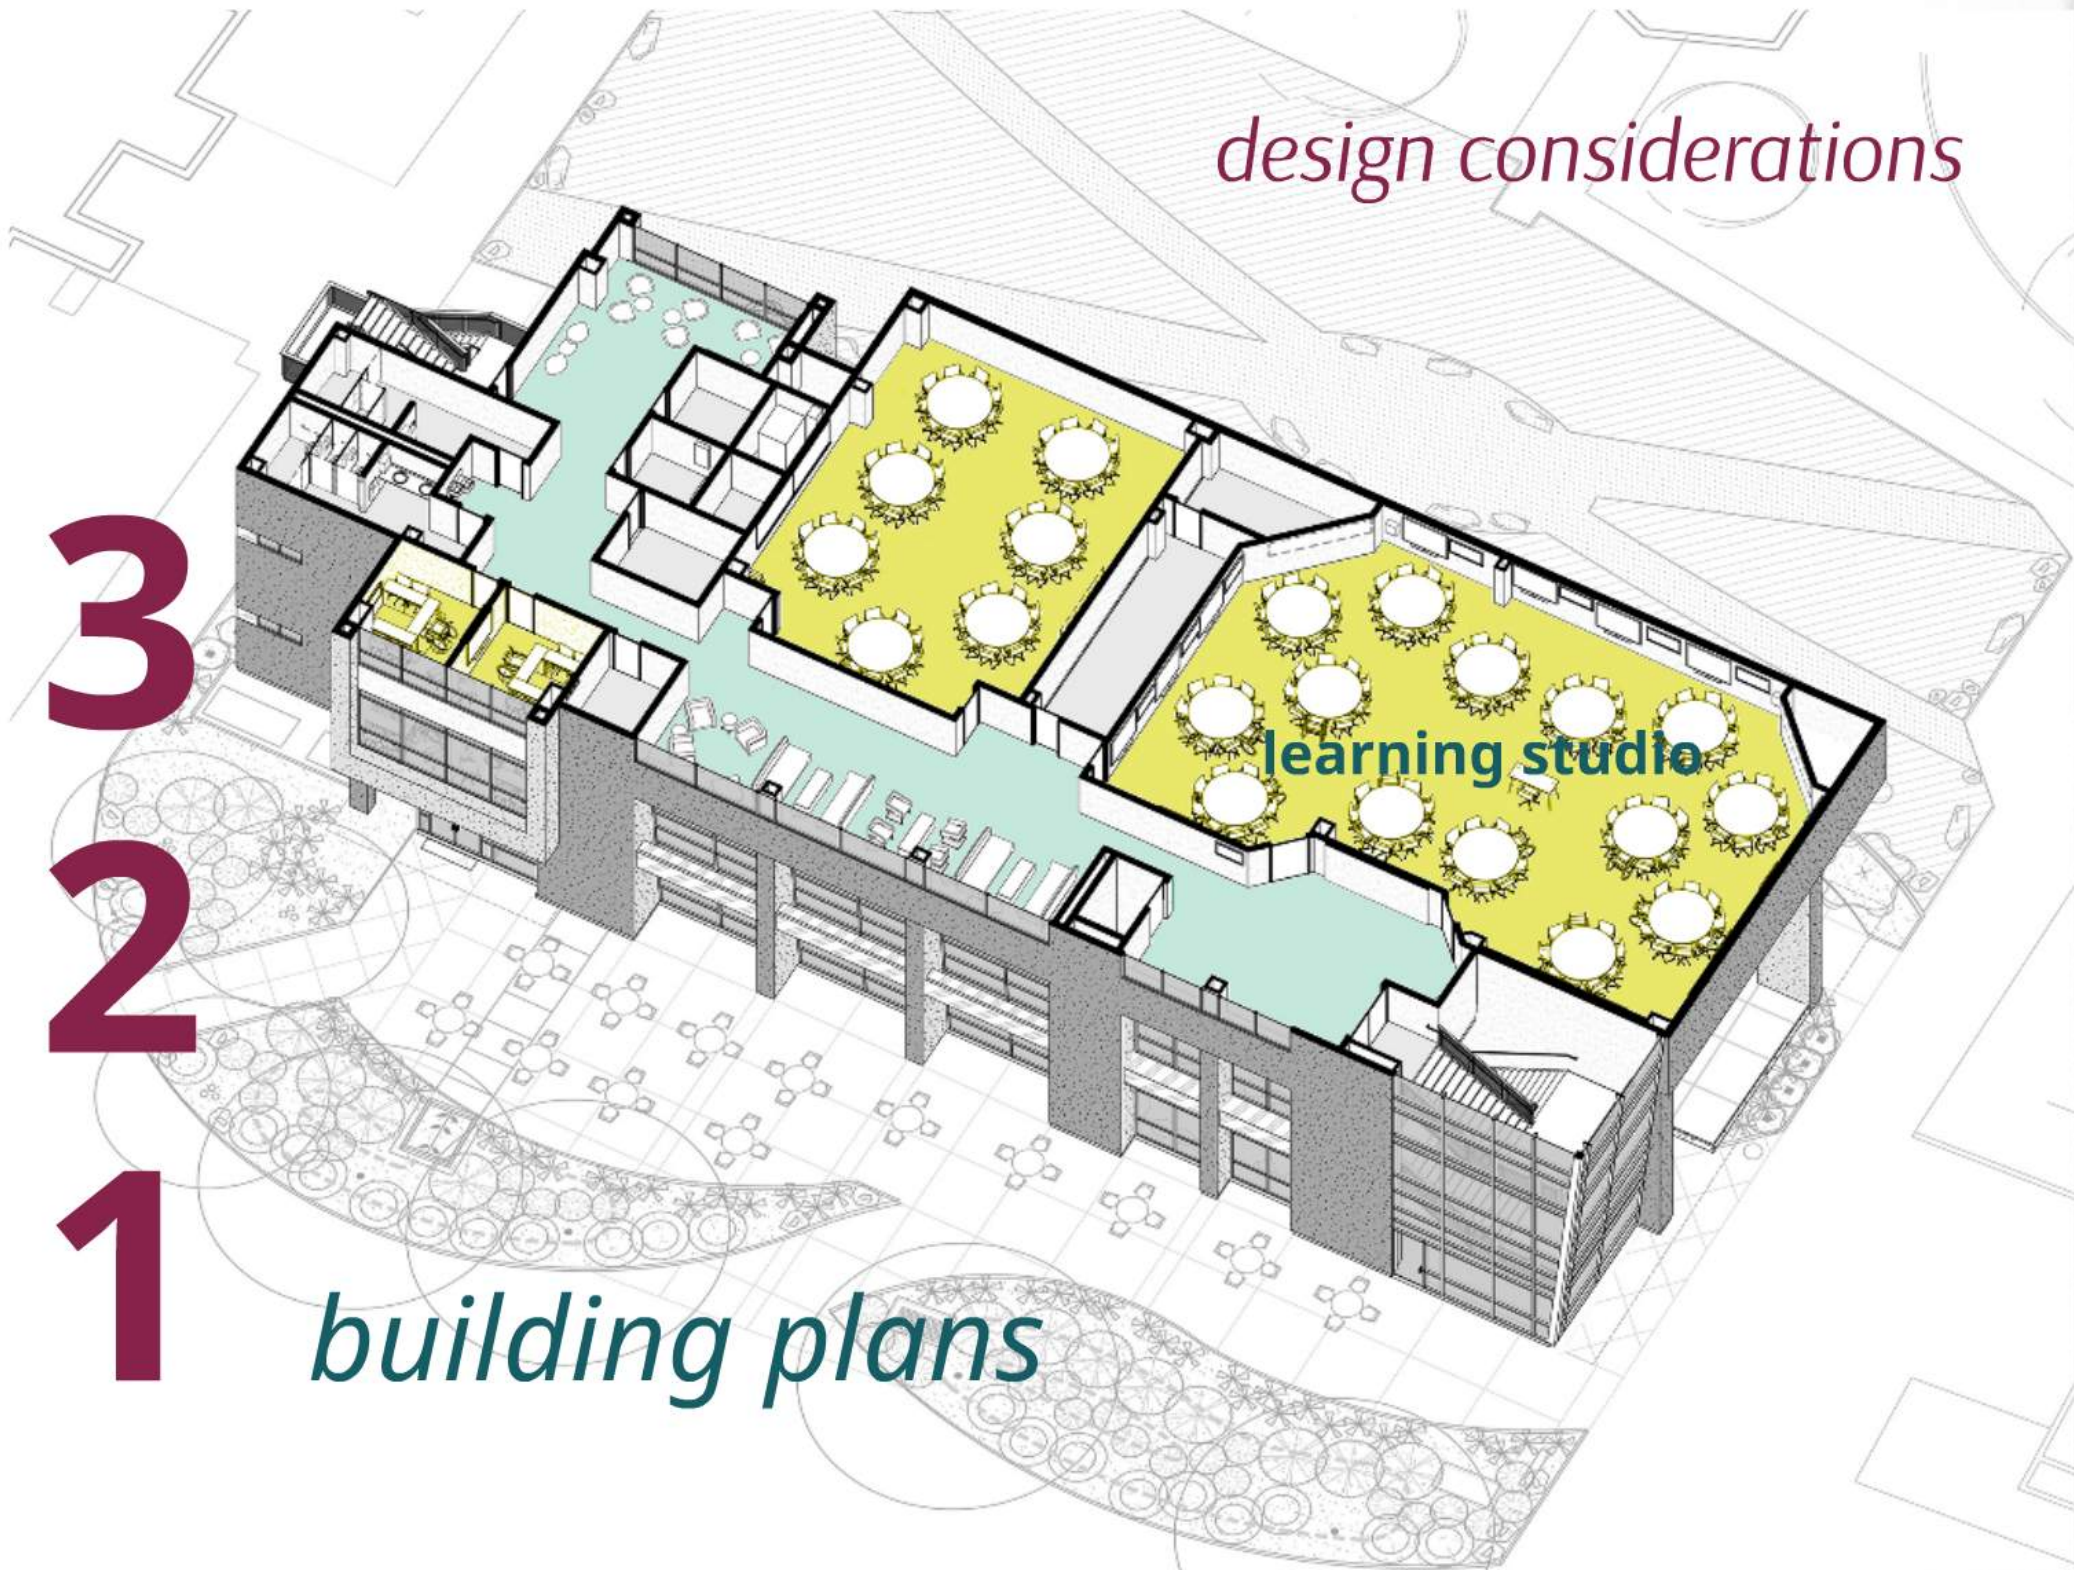 design considerations
3
learning studio
2
1
building plans